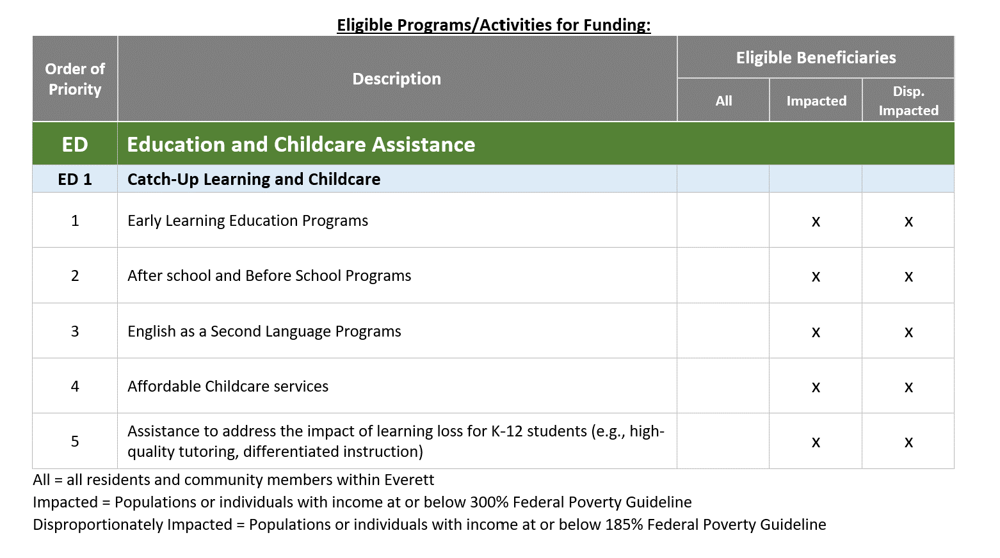 Eligible Programs/Activities for Funding:
Order of
Priority
Description
Eligible Beneficiaries
All
Impacted
Disp.
Impacted
ED
Education and Childcare Assistance
ED 1
Catch-Up Learning and Childcare
1
Early Learning Education Programs
x
x
2
After school and Before School Programs
x
x
3
English as a Second Language Programs
x
x
4
Affordable Childcare services
x
x
5
Assistance to address the impact of learning loss for K-12 students (e.g., high-
quality tutoring, differentiated instruction)
x
x
All = all residents and community members within Everett
Impacted = Populations or individuals with income at or below 300% Federal Poverty Guideline
Disproportionately Impacted = Populations or individuals with income at or below 185% Federal Poverty Guideline